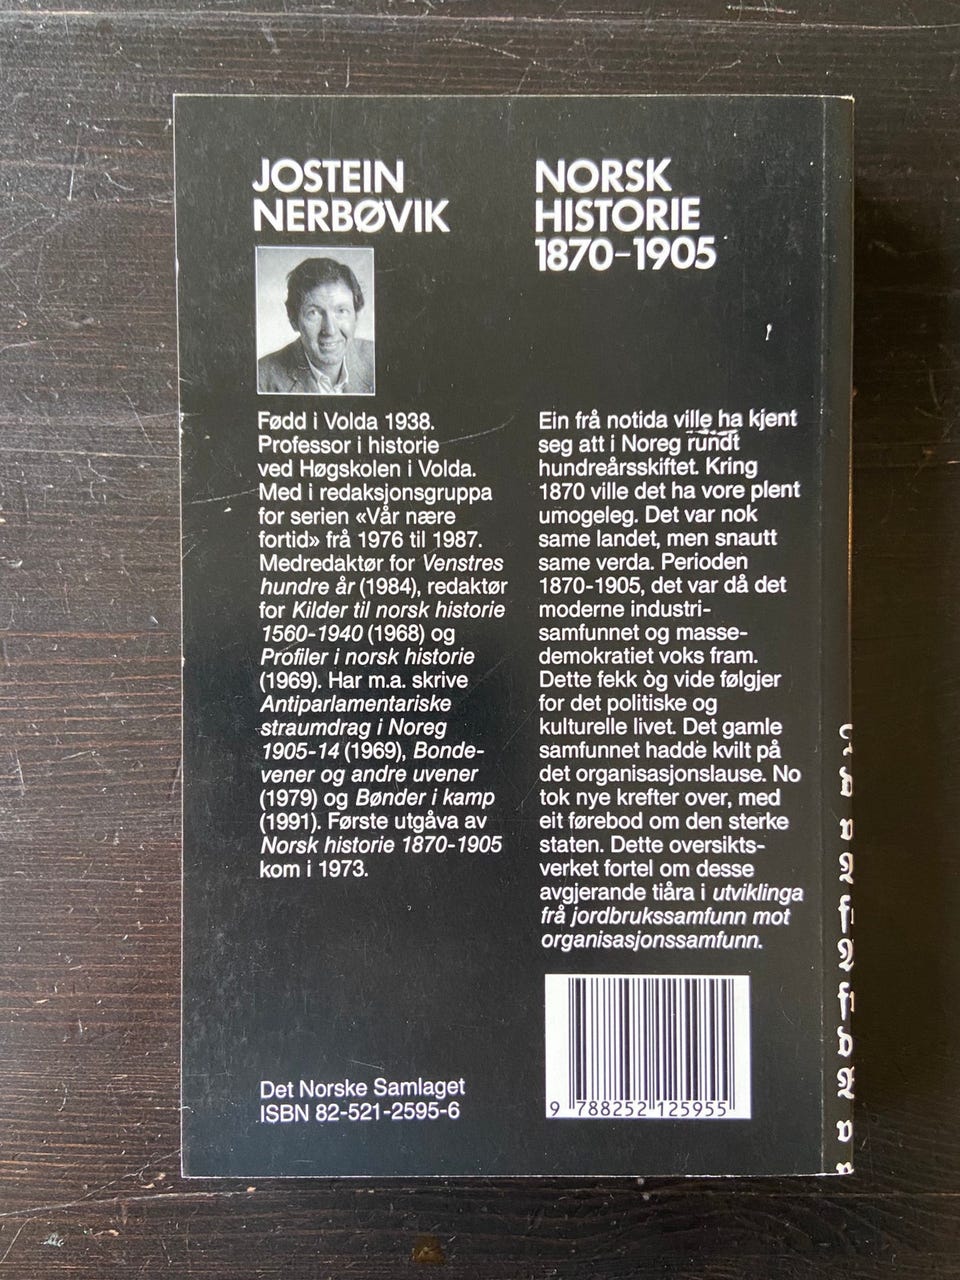 JOSTEIN
NERBØVIK
Fødd i Volda 1938.
Professor i historie
ved Høgskolen i Volda.
Med i redaksjonsgruppa
for serien «Vår nære
fortid» frå 1976 til 1987.
Medredaktør for Venstres
hundre år (1984), redaktør
for Kilder til norsk historie
1560-1940 (1968) og
Profiler i norsk historie
(1969). Har m.a. skrive
Antiparlamentariske
straumdrag i Noreg
1905-14 (1969), Bonde-
vener og andre uvener
(1979) og Bønder i kamp
(1991). Første utgåva av
Norsk historie 1870-1905
kom i 1973.
Det Norske Samlaget
ISBN 82-521-2595-6
NORSK
HISTORIE
1870-1905
Ein frå notida ville ha kjent
seg att i Noreg rundt
hundreårsskiftet. Kring
1870 ville det ha vore plent
umogeleg. Det var nok
same landet, men snautt
same verda. Perioden
1870-1905, det var då det
moderne industri-
samfunnet og masse-
demokratiet voks fram.
Dette fekk òg vide følgjer
for det politiske og
kulturelle livet. Det gamle
samfunnet hadde kvilt på
det organisasjonslause. No
tok nye krefter over, med
eit førebod om den sterke
staten. Dette oversikts-
verket fortel om desse
avgjerande tiåra i utviklinga
frå jordbrukssamfunn mot
organisasjonssamfunn.
9 788252 125955